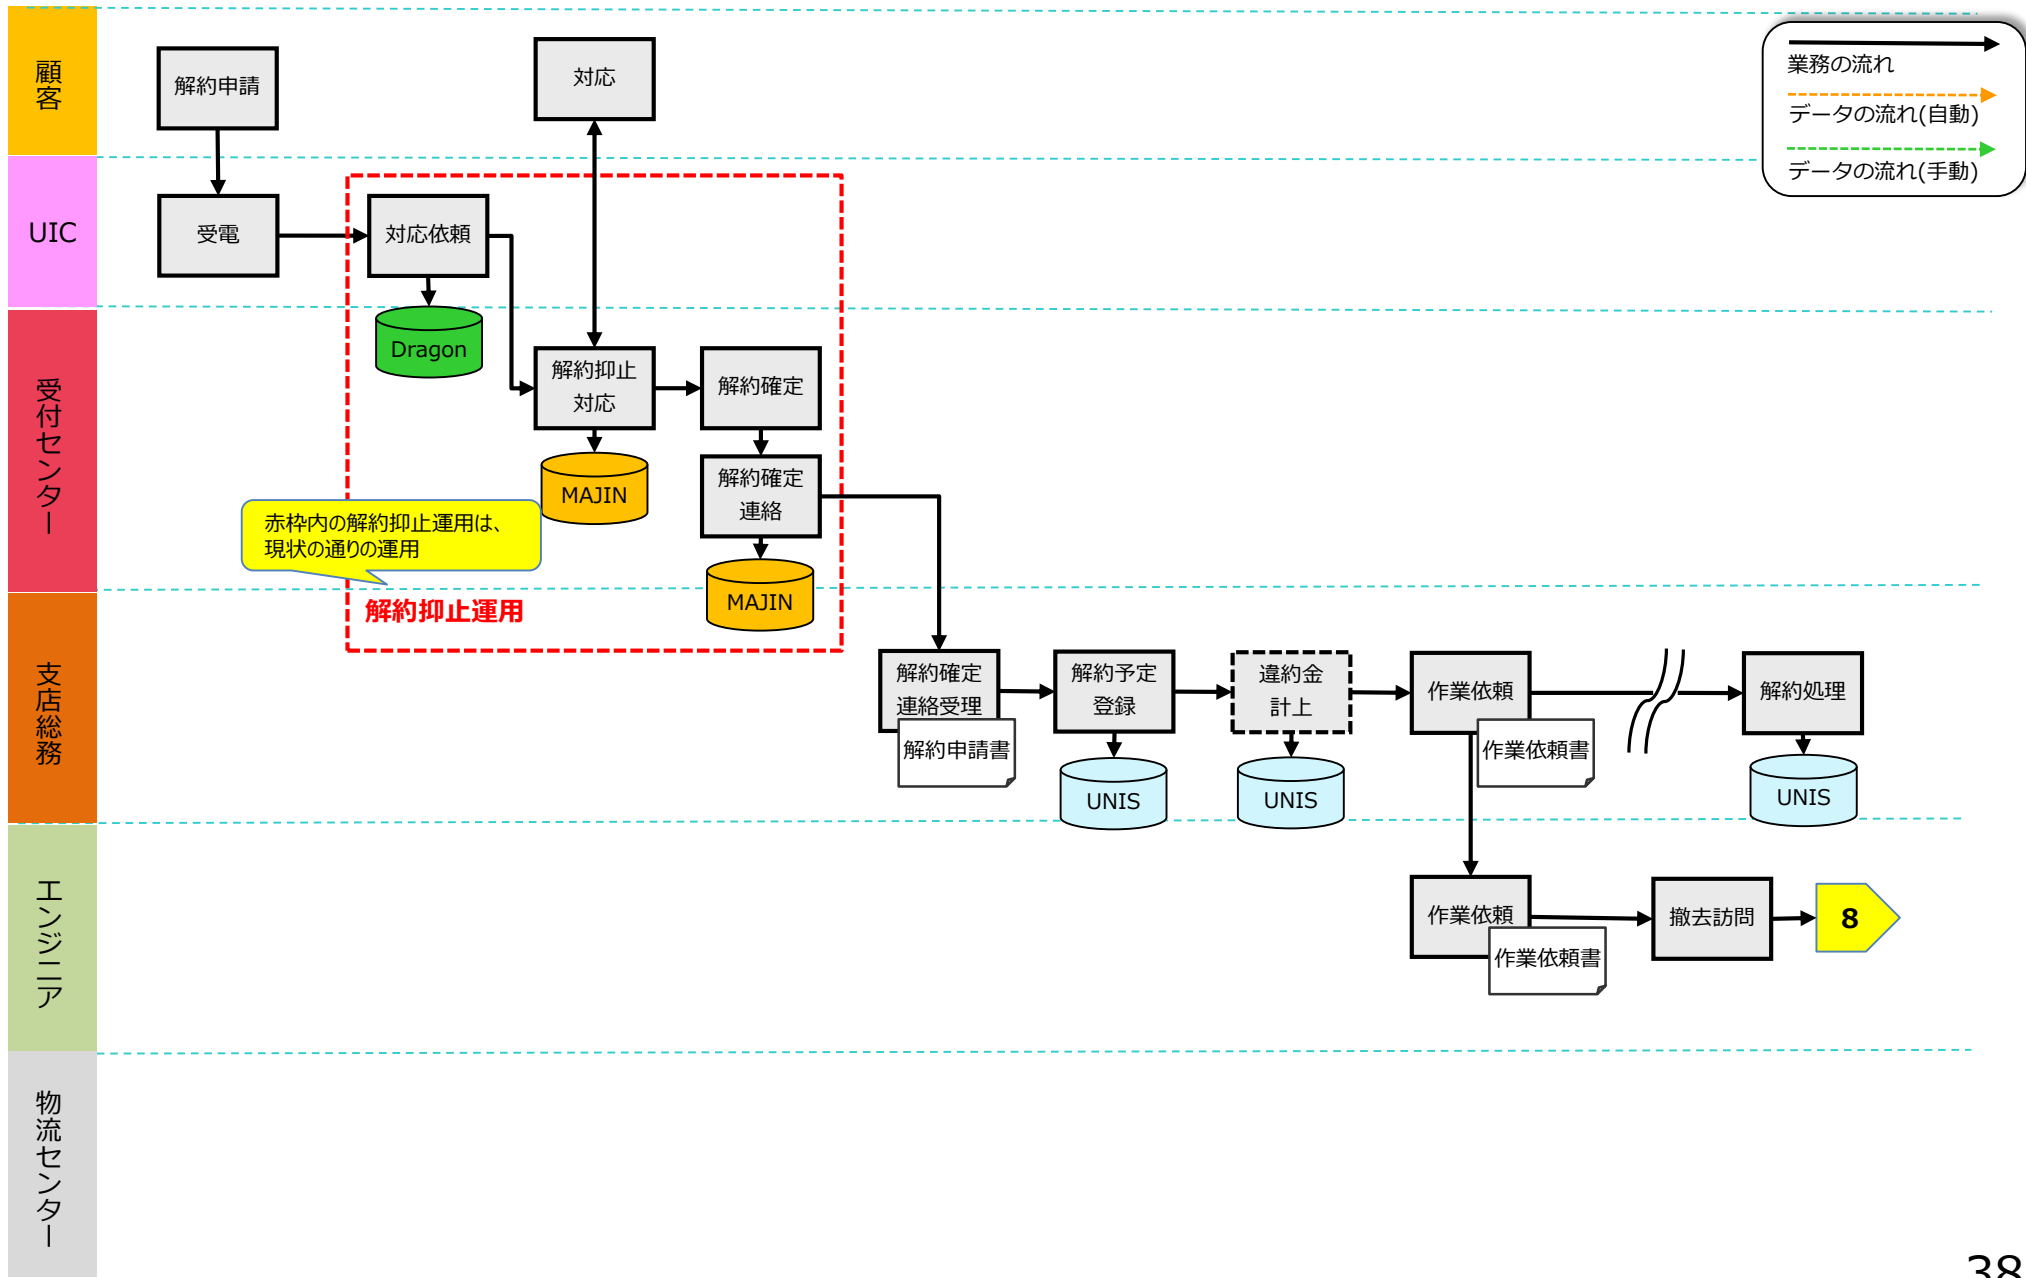 顧客
解約申請
対応
業務の流れ
データの流れ(自動)
データの流れ(手動)
UIC
受電
対応依頼
受付センター
Dragon
解約抑止
対応
解約確定
MAJIN
解約確定
連絡
赤枠内の解約抑止運用は、
現状の通りの運用
MAJIN
解約抑止運用
支店総務
解約確定
連絡受理
解約申請書
解約予定
登録
違約金
計上
作業依頼
作業依頼書
解約処理
UNIS
UNIS
UNIS
エンジニア
作業依頼
作業依頼書
撤去訪問
8
物流センター
38